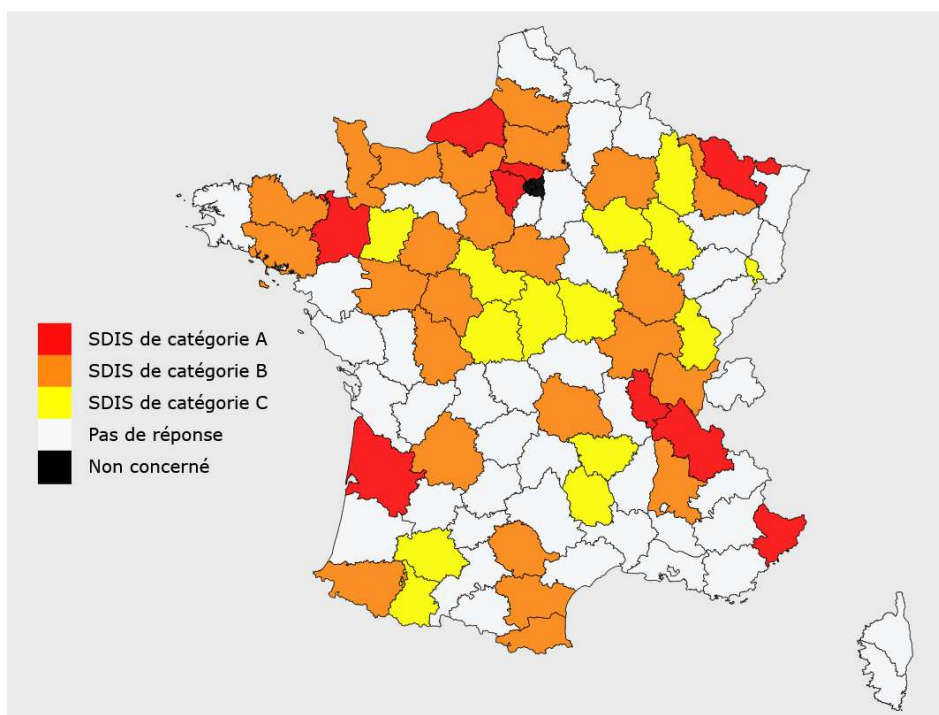 SDIS de catégorie A
SDIS de catégorie B
SDIS de catégorie C
Pas de réponse
Non concerné